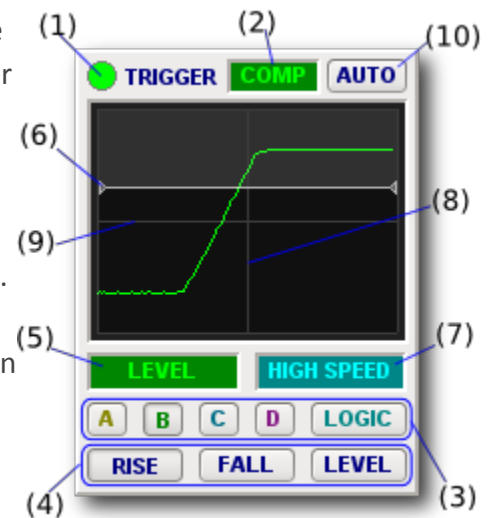 (1)
(2)
(10)
e
r
TRIGGER COMP AUTO
(6)
(8)
(9)
.
(5)
(7)
n
LEVEL HIGH SPEED
A B C D LOGIC
RISE FALL LEVEL
(4)
(3)